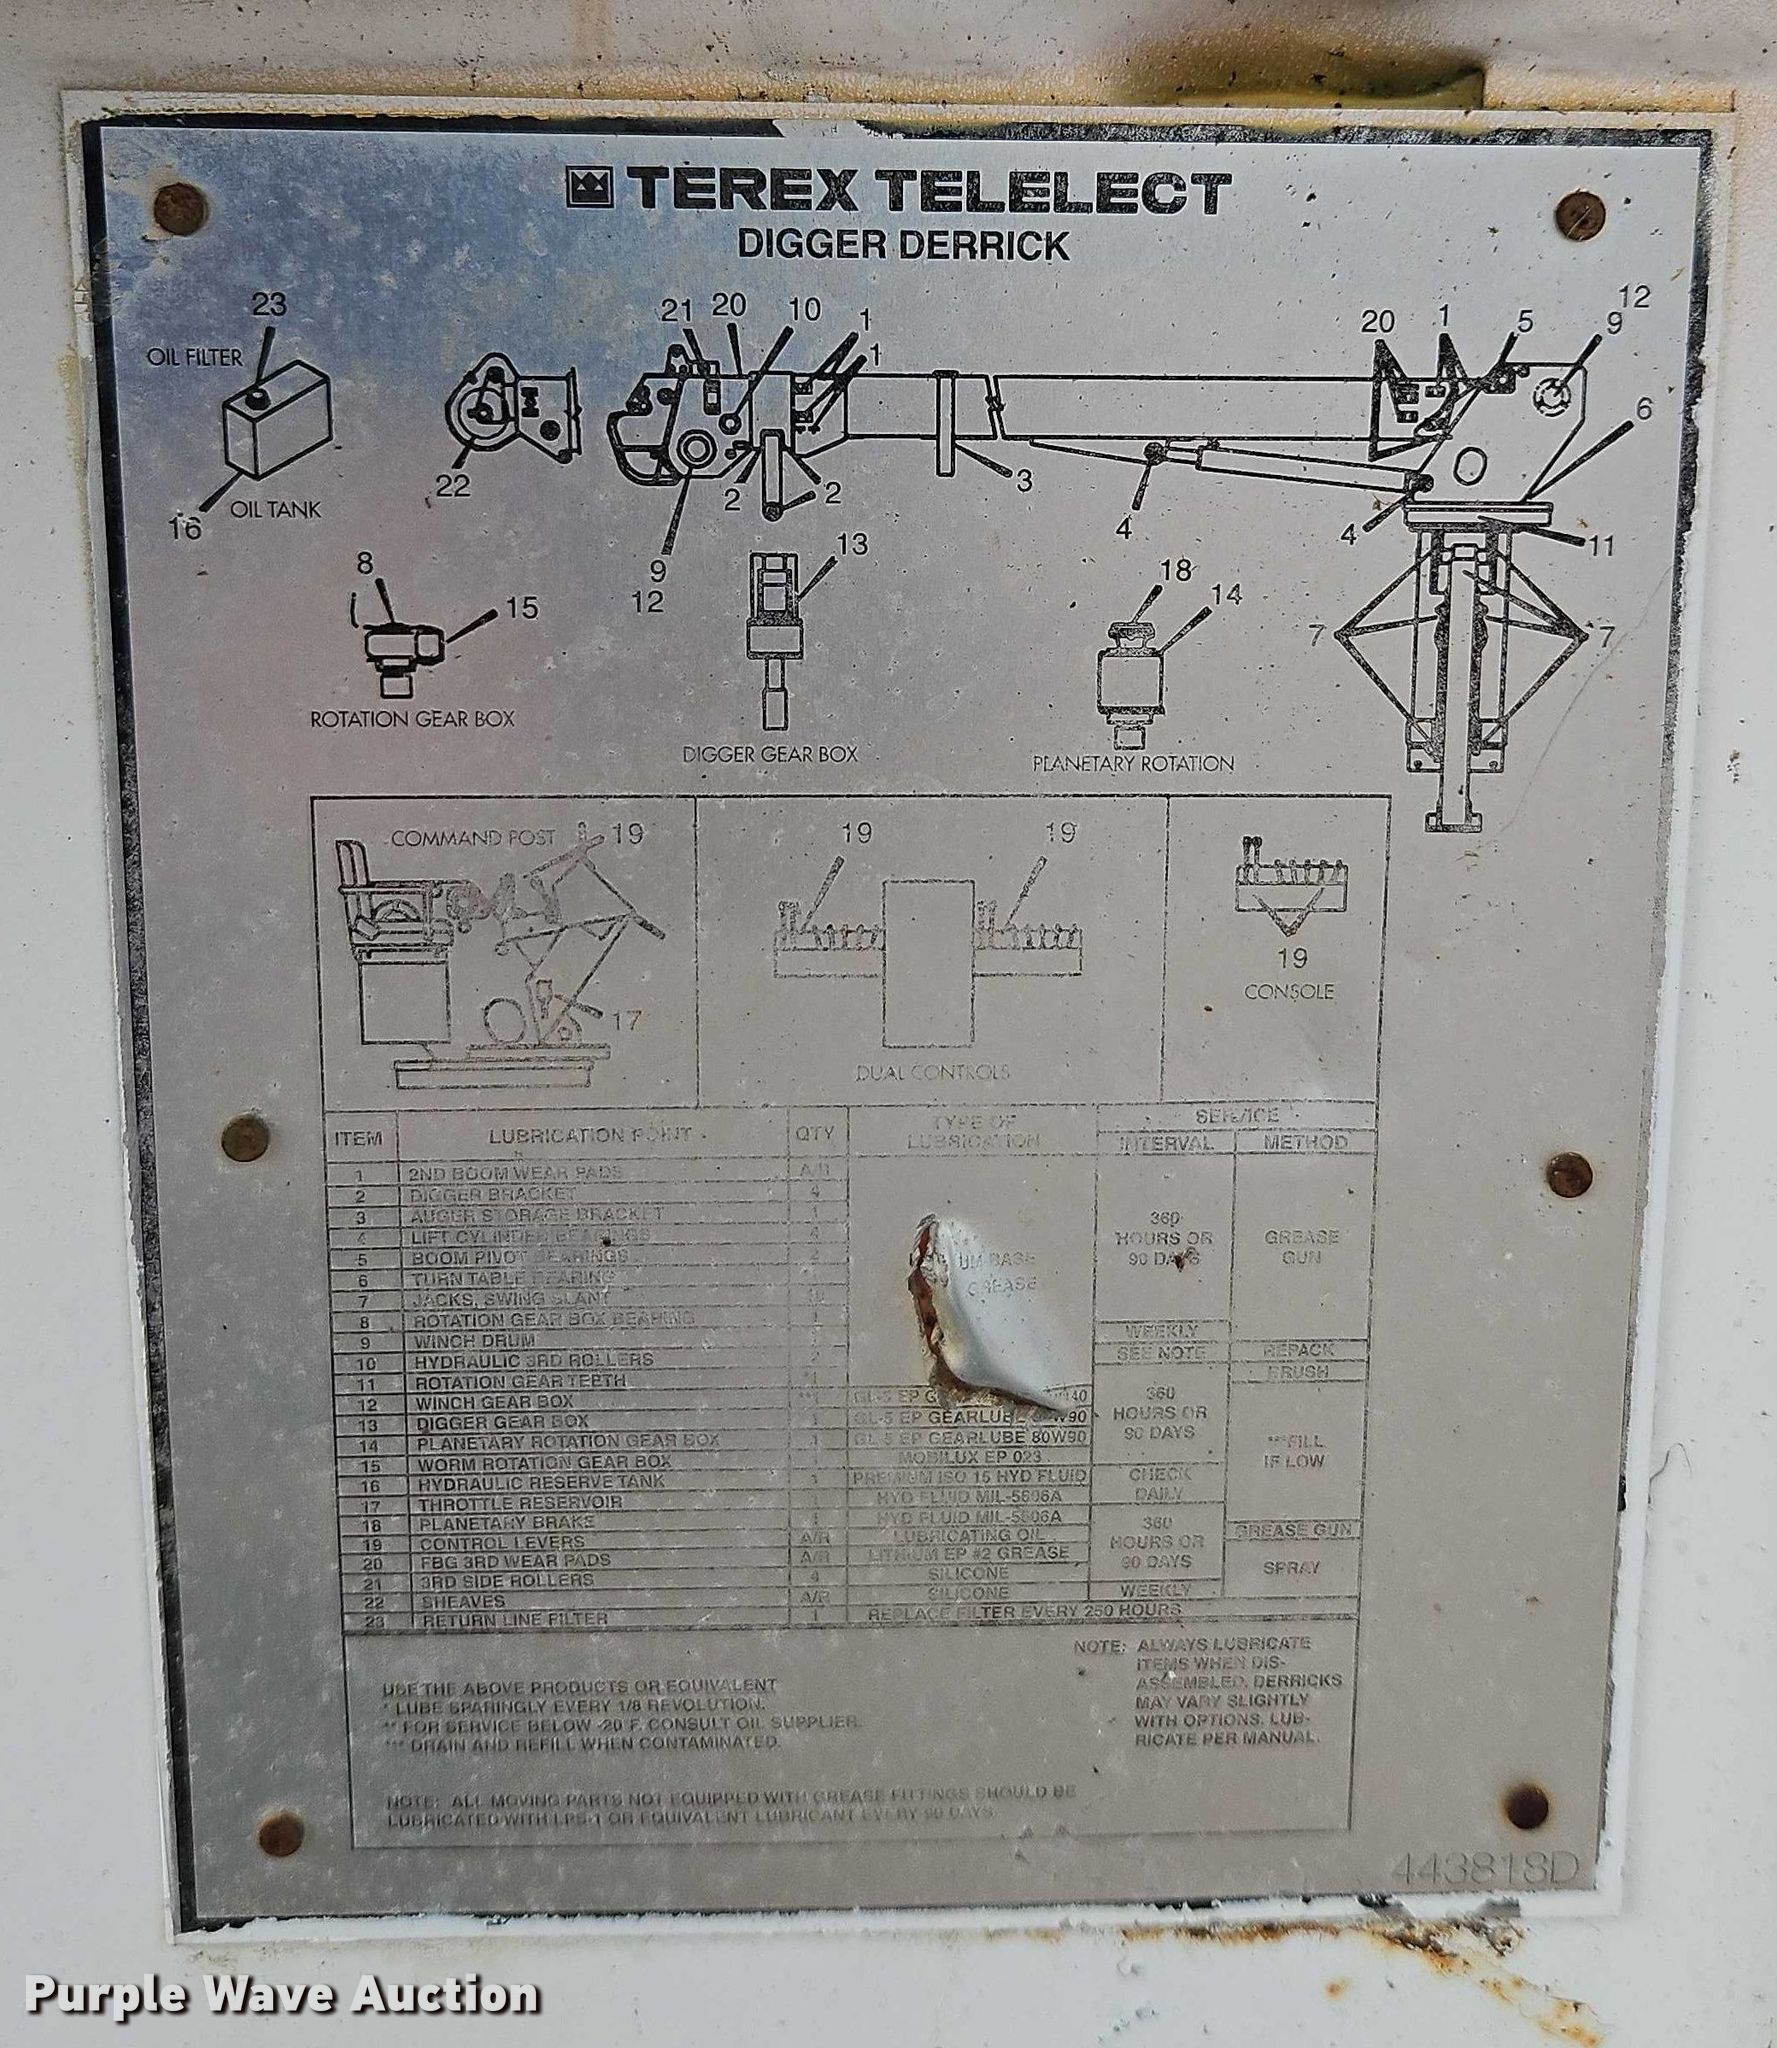 TEREX TELELECT
DIGGER DERRICK
23
OIL FILTER
16
OIL TANK
22
21 20 10 1
1
2 2 3
9
12
4
20 1 5 9 12
6
4
11
7 7
8
15
ROTATION GEAR BOX
13
DIGGER GEAR BOX
18
14
PLANETARY ROTATION
COMMAND POST 19
17
19 19
DUAL CONTROLS
19
CONSOLE
ITEM LUBRICATION POINT QTY TYPE OF LUBRICATION SERVICE
INTERVAL METHOD
1 2ND BOOM WEAR PADS A/R
2 DIGGER BRACKET 4
3 AUGER STORAGE BRACKET 1
4 LIFT CYLINDER BEARINGS 4
5 BOOM PIVOT BEARINGS 2
6 TURN TABLE BEARING
7 JACKS, SWING SLANT
8 ROTATION GEAR BOX BEARING 1
9 WINCH DRUM
10 HYDRAULIC 3RD ROLLERS 2
11 ROTATION GEAR TEETH *1
12 WINCH GEAR BOX **1 GL-5 EP
13 DIGGER GEAR BOX 1 GL-5 EP GEARLUBE
14 PLANETARY ROTATION GEAR BOX 1 GL-5 EP GEARLUBE 80W90
15 WORM ROTATION GEAR BOX MOBILUX EP 023
16 HYDRAULIC RESERVE TANK 1 PREMIUM ISO 15 HYD FLUID
17 THROTTLE RESERVOIR 1 HYD FLUID MIL-5606A
18 PLANETARY BRAKE 1 HYD FLUID MIL-5606A
19 CONTROL LEVERS A/R LUBRICATING OIL
20 FBG 3RD WEAR PADS A/R LITHIUM EP #2 GREASE
21 3RD SIDE ROLLERS 4 SILICONE
22 SHEAVES A/R SILICONE
23 RETURN LINE FILTER 1 REPLACE FILTER EVERY 250 HOURS
GREASE
360
HOURS OR
90 DAYS
WEEKLY
SEE NOTE
360
HOURS OR
90 DAYS
CHECK
DAILY
360
HOURS OR
90 DAYS
WEEKLY
GREASE
GUN
REPACK
BRUSH
***FILL
IF LOW
GREASE GUN
SPRAY
NOTE: ALWAYS LUBRICATE
ITEMS WHEN DIS-
ASSEMBLED. DERRICKS
MAY VARY SLIGHTLY
WITH OPTIONS. LUB-
RICATE PER MANUAL.
USE THE ABOVE PRODUCTS OR EQUIVALENT
* LUBE SPARINGLY EVERY 1/8 REVOLUTION.
** FOR SERVICE BELOW -20°F. CONSULT OIL SUPPLIER.
*** DRAIN AND REFILL WHEN CONTAMINATED.
NOTE: ALL MOVING PARTS NOT EQUIPPED WITH GREASE FITTINGS SHOULD BE
LUBRICATED WITH LPS-1 OR EQUIVALENT LUBRICANT EVERY 90 DAYS
443818D
Purple Wave Auction